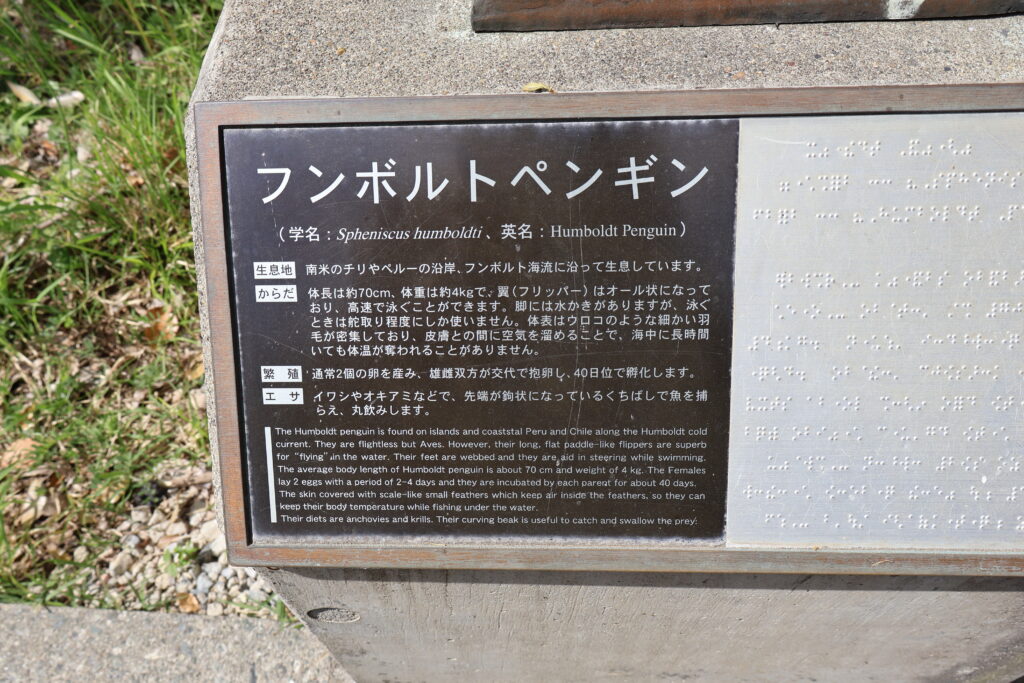 フンボルトペンギン
(学名：Spheniscus humboldti、英名：Humboldt Penguin)
生息地 南米のチリやペルーの沿岸、フンボルト海流に沿って生息しています。
からだ 体長は約70cm、体重は約4kgで、翼(フリッパー)はオール状になって
おり、高速で泳ぐことができます。脚には水かきがありますが、泳ぐ
ときは舵取り程度にしか使いません。体表はウロコのような細かい羽
毛が密集しており、皮膚との間に空気を溜めることで、海中に長時間
いても体温が奪われることがありません。
繁殖 通常2個の卵を産み、雄雌双方が交代で抱卵し、40日位で孵化します。
エサ イワシやオキアミなどで、先端が鉤状になっているくちばしで魚を捕
らえ、丸飲みします。
The Humboldt penguin is found on islands and coaststal Peru and Chile along the Humboldt cold
current. They are flightless but Aves. However, their long, flat paddle-like flippers are superb
for "flying" in the water. Their feet are webbed and they are aid in steering while swimming.
The average body length of Humboldt penguin is about 70 cm and weight of 4 kg. The Females
lay 2 eggs with a period of 2-4 days and they are incubated by each parent for about 40 days.
The skin covered with scale-like small feathers which keep air inside the feathers, so they can
keep their body temperature while fishing under the water.
Their diets are anchovies and krills. Their curving beak is useful to catch and swallow the prey.